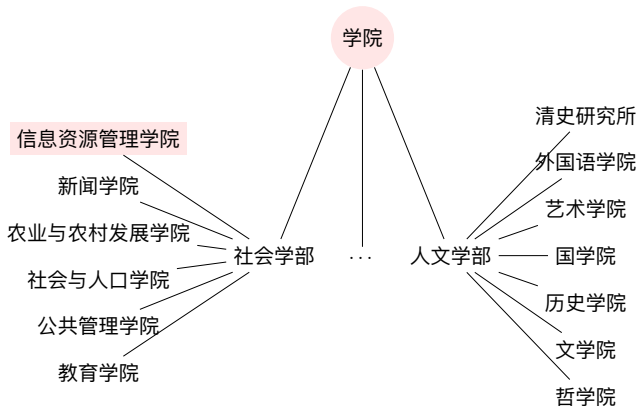 学院
信息资源管理学院
新闻学院
农业与农村发展学院
社会与人口学院
公共管理学院
教育学院
社会学部
···
人文学部
清史研究所
外国语学院
艺术学院
国学院
历史学院
文学院
哲学院